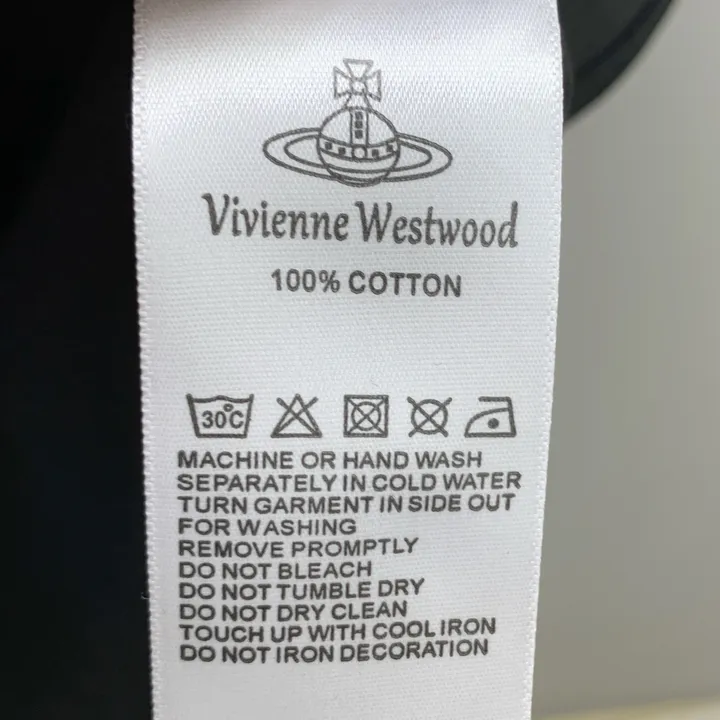 Vivienne Westwood
100% COTTON
30°C
MACHINE OR HAND WASH
SEPARATELY IN COLD WATER
TURN GARMENT IN SIDE OUT
FOR WASHING
REMOVE PROMPTLY
DO NOT BLEACH
DO NOT TUMBLE DRY
DO NOT DRY CLEAN
TOUCH UP WITH COOL IRON
DO NOT IRON DECORATION